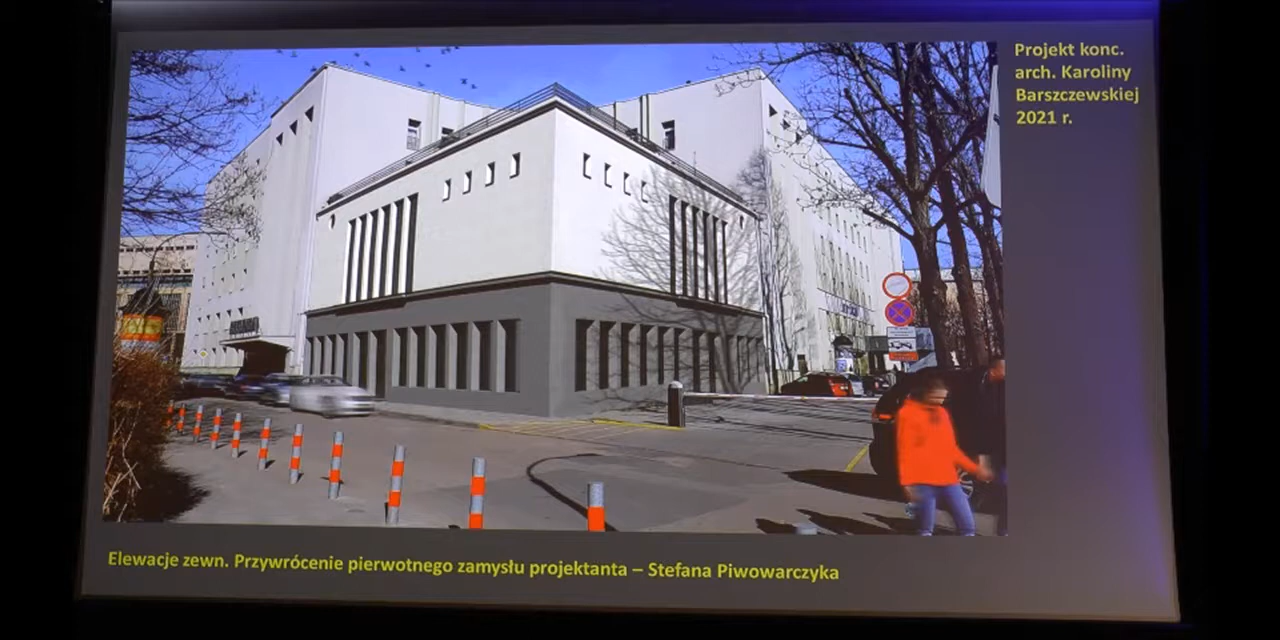 Projekt konc.
arch. Karoliny
Barszczewskiej
2021 r.
Elewacje zewn. Przywrócenie pierwotnego zamysłu projektanta – Stefana Piwowarczyka